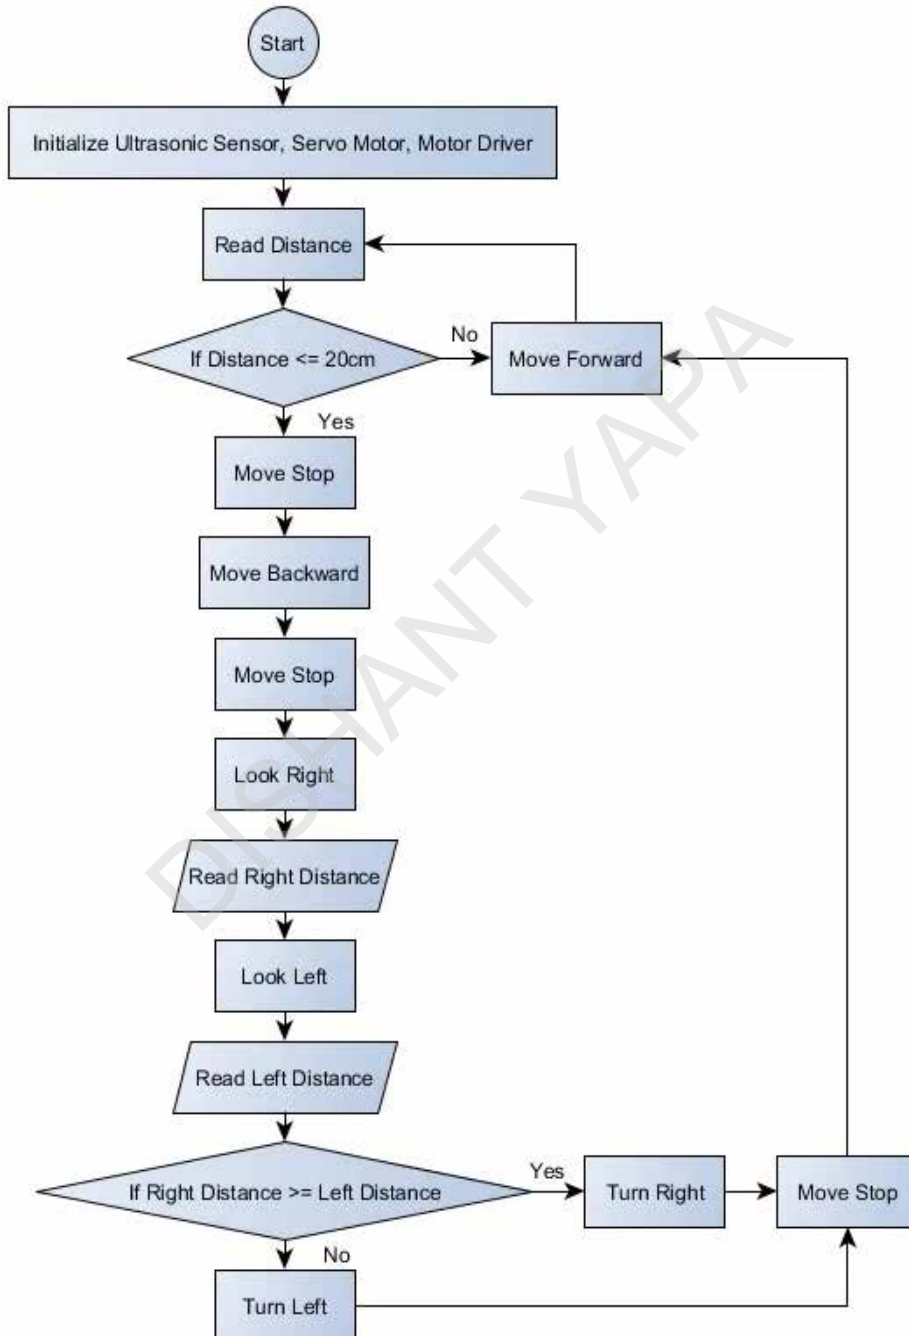 Start
Initialize Ultrasonic Sensor, Servo Motor, Motor Driver
Read Distance
If Distance <= 20cm
No
Move Forward
Yes
Move Stop
Move Backward
Move Stop
Look Right
Read Right Distance
Look Left
Read Left Distance
If Right Distance >= Left Distance
Yes
Turn Right
Move Stop
No
Turn Left
DISHANT YAPA